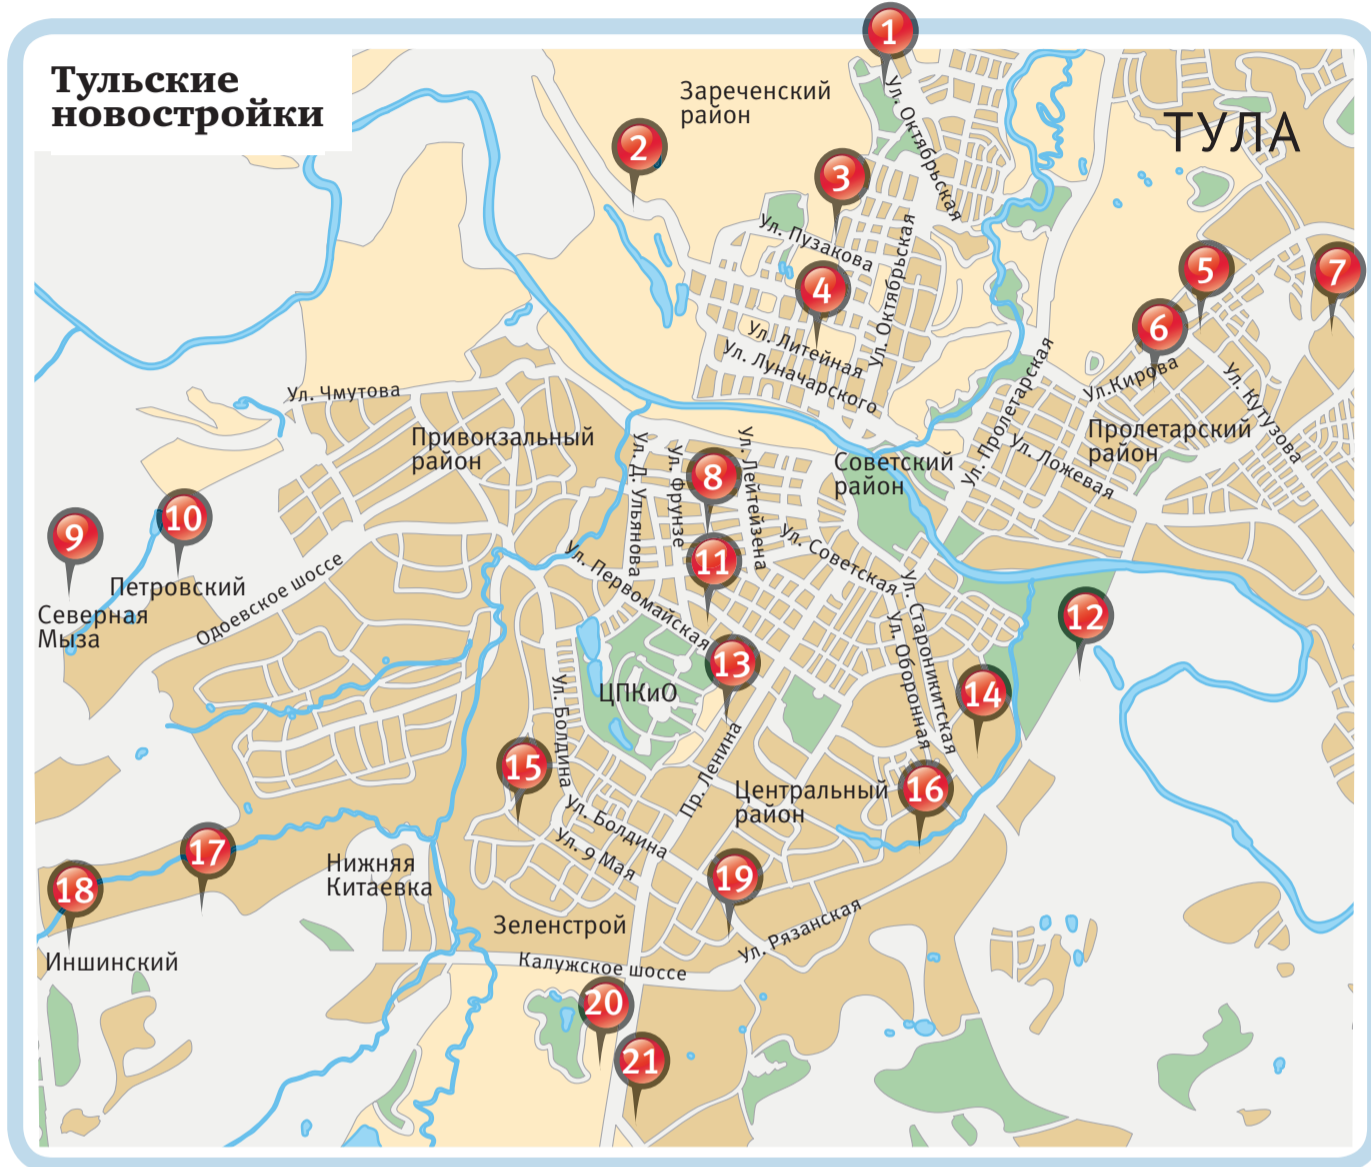 Тульские
новостройки
1
Зареченский
район
ТУЛА
2
3
Ул. Октябрьская
Ул. Пузакова
4
Ул. Октябрьская
5
7
6
Ул. Литейная
Ул. Луначарского
Ул. Пролетарская
Ул.Кирова
Ул. Кутузова
Ул. Чмутова
Привокзальный
район
Пролетарский
район
Ул. Ложевая
Советский
район
Ул. Д. Ульянова
Ул. Фрунзе
8
Ул. Лейтейзена
9
10
11
Ул. Советская
Ул. Первомайская
Петровский
Северная
Мыза
Одоевское шоссе
Ул. Староникитская
Ул. Оборонная
12
13
14
ЦПКиО
Ул. Болдина
Пр. Ленина
15
Центральный
район
16
Ул. Болдина
Ул. 9 Мая
17
18
Нижняя
Китаевка
19
Зеленстрой
Ул. Рязанская
Иншинский
Калужское шоссе
20
21